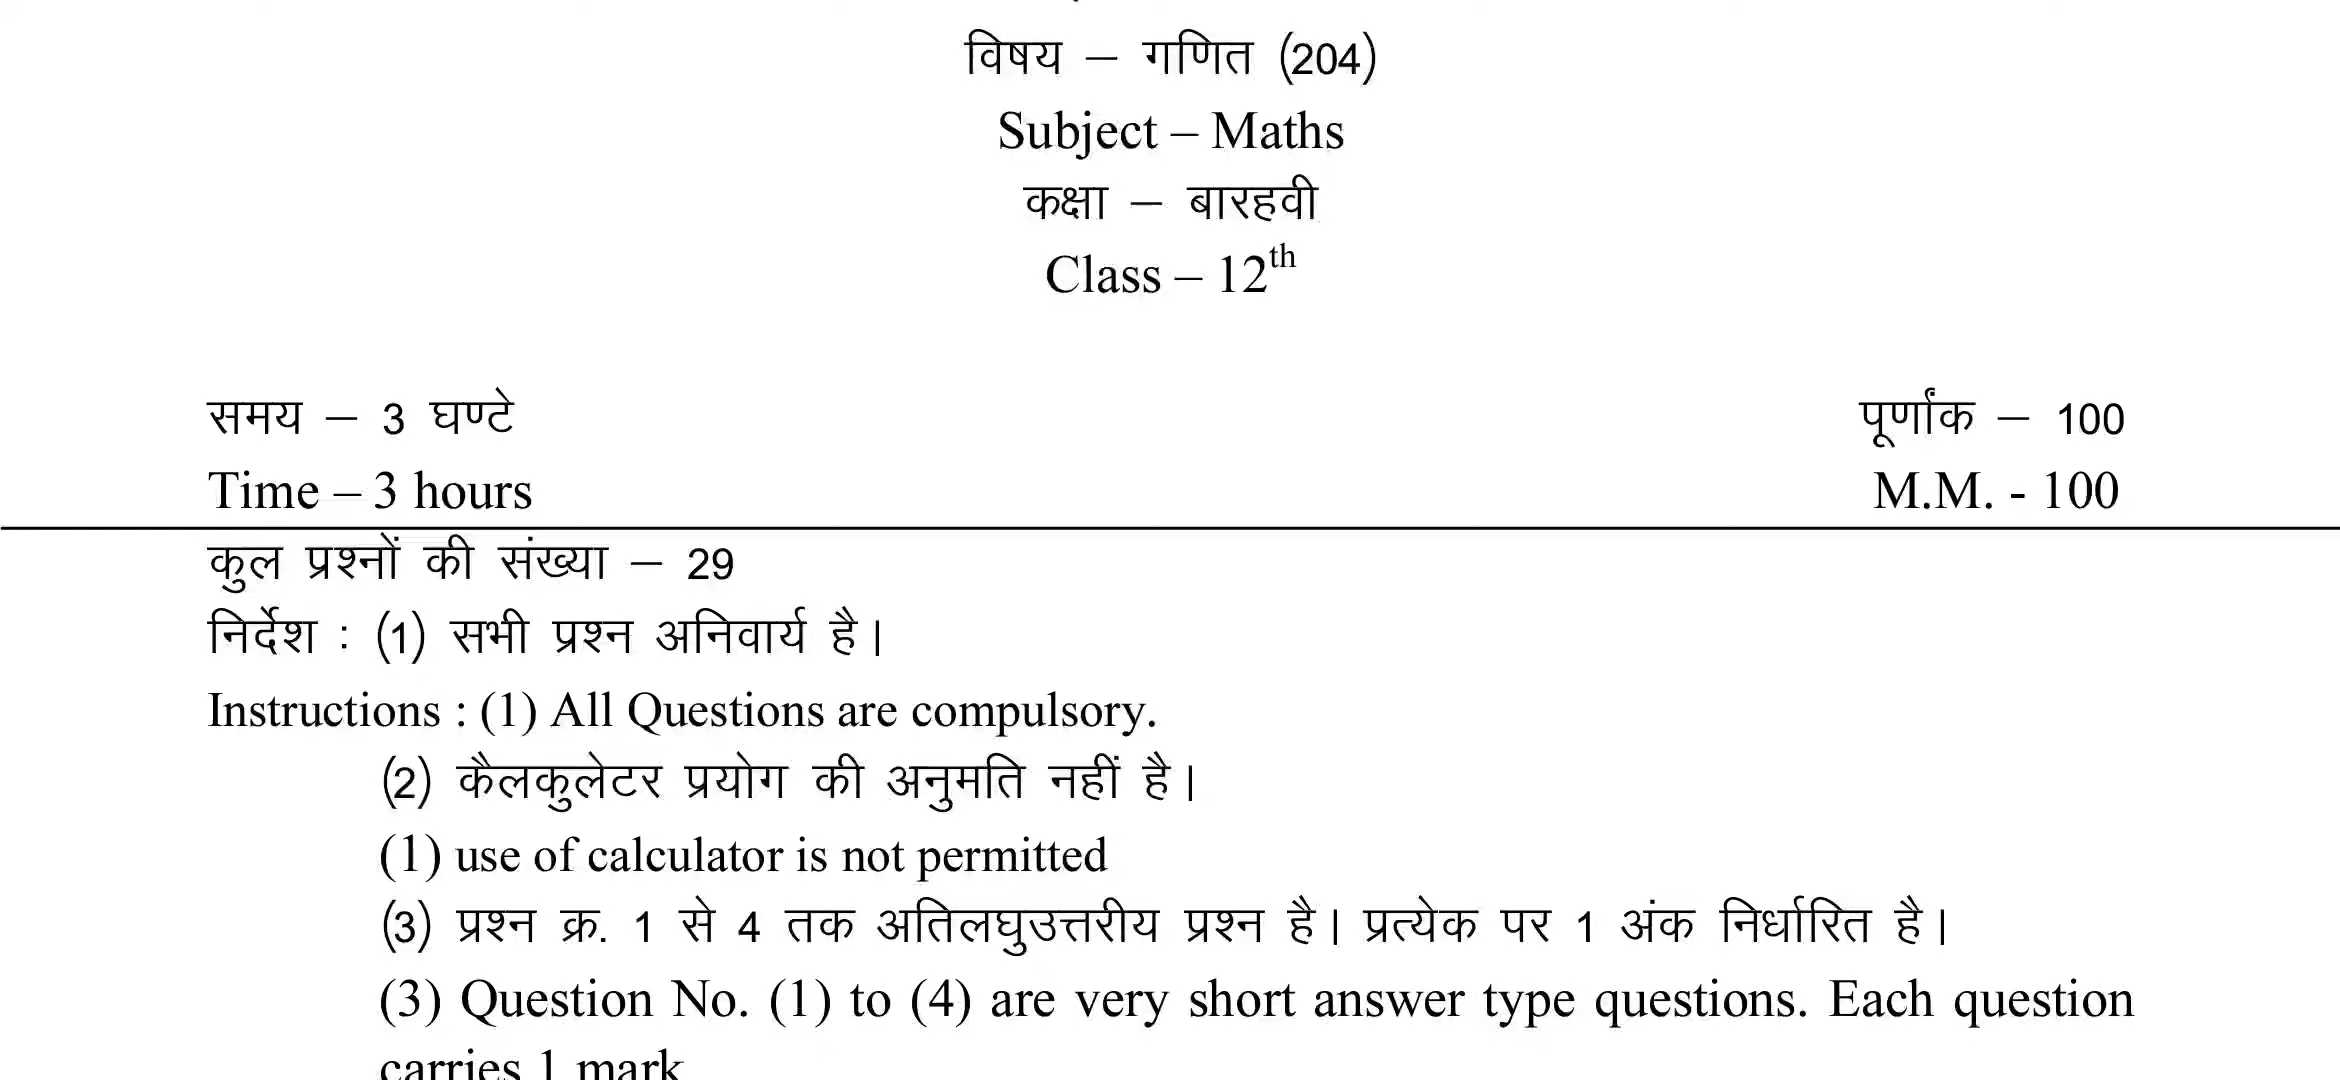 विषय – गणित (204)
Subject – Maths
कक्षा – बारहवी
Class – 12th
समय – 3 घण्टे
पूर्णांक – 100
Time – 3 hours
M.M. - 100
कुल प्रश्नों की संख्या – 29
निर्देश : (1) सभी प्रश्न अनिवार्य है।
Instructions : (1) All Questions are compulsory.
(2) कैलकुलेटर प्रयोग की अनुमति नहीं है।
(1) use of calculator is not permitted
(3) प्रश्न क्र. 1 से 4 तक अतिलघुउत्तरीय प्रश्न है। प्रत्येक पर 1 अंक निर्धारित है।
(3) Question No. (1) to (4) are very short answer type questions. Each question
carries 1 mark